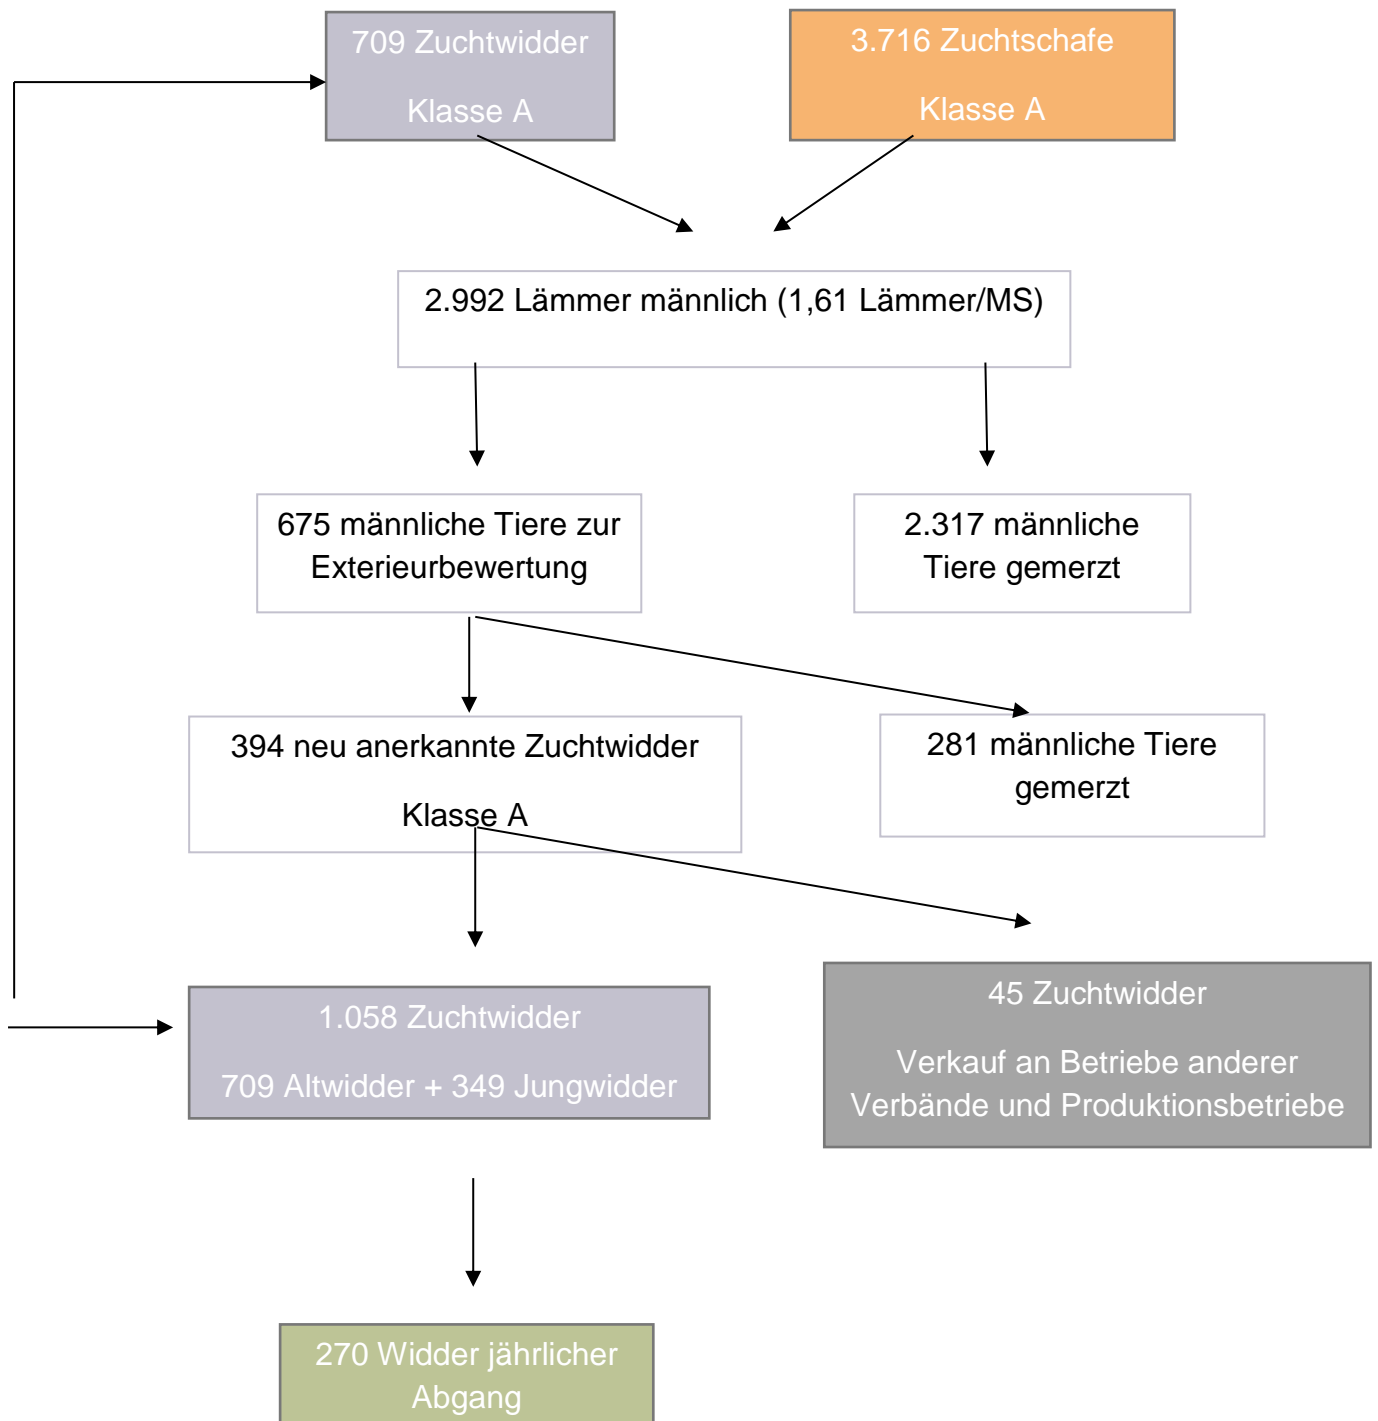 709 Zuchtwidder
Klasse A
3.716 Zuchtschafe
Klasse A
2.992 Lämmer männlich (1,61 Lämmer/MS)
675 männliche Tiere zur
Exterieurbewertung
2.317 männliche
Tiere gemerzt
394 neu anerkannte Zuchtwidder
Klasse A
281 männliche Tiere
gemerzt
1.058 Zuchtwidder
709 Altwidder + 349 Jungwidder
45 Zuchtwidder
Verkauf an Betriebe anderer
Verbände und Produktionsbetriebe
270 Widder jährlicher
Abgang